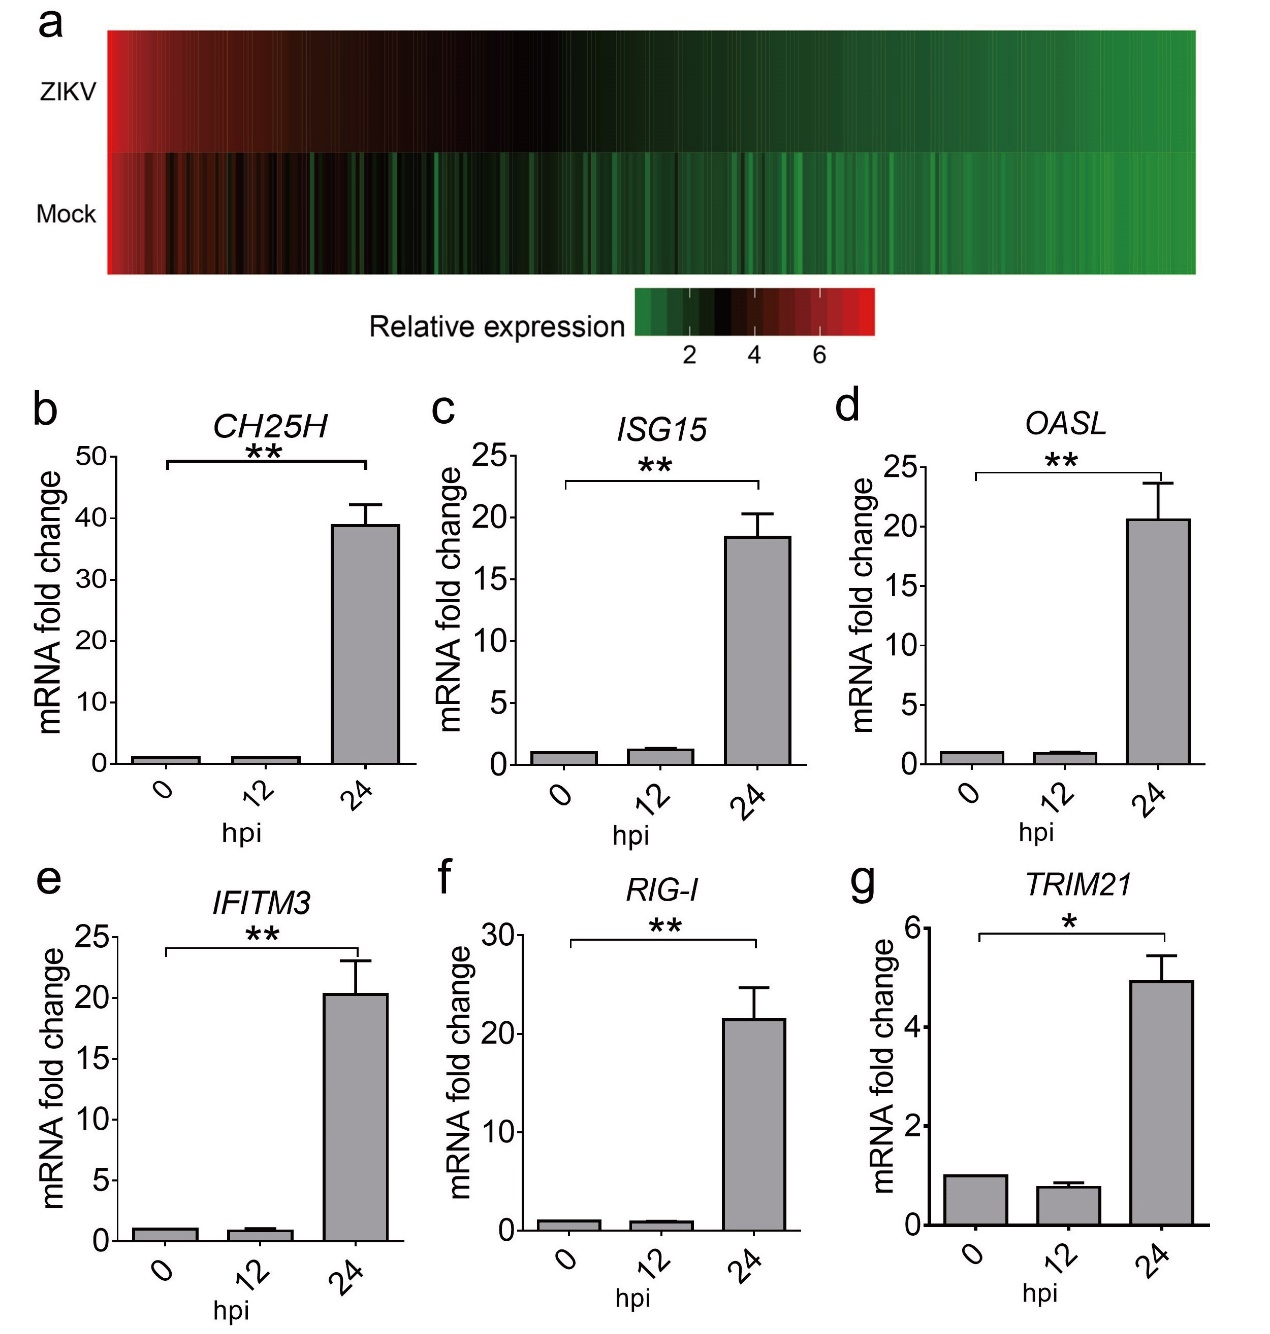 a
ZIKV
Mock
Relative expression
2 4 6
b
CH25H
**
mRNA fold change
50
40
30
20
10
0
0 12 24
hpi
c
ISG15
**
mRNA fold change
25
20
15
10
5
0
0 12 24
hpi
d
OASL
**
mRNA fold change
25
20
15
10
5
0
0 12 24
hpi
e
IFITM3
**
mRNA fold change
25
20
15
10
5
0
0 12 24
hpi
f
RIG-I
**
mRNA fold change
30
20
10
0
0 12 24
hpi
g
TRIM21
*
mRNA fold change
6
4
2
0
0 12 24
hpi